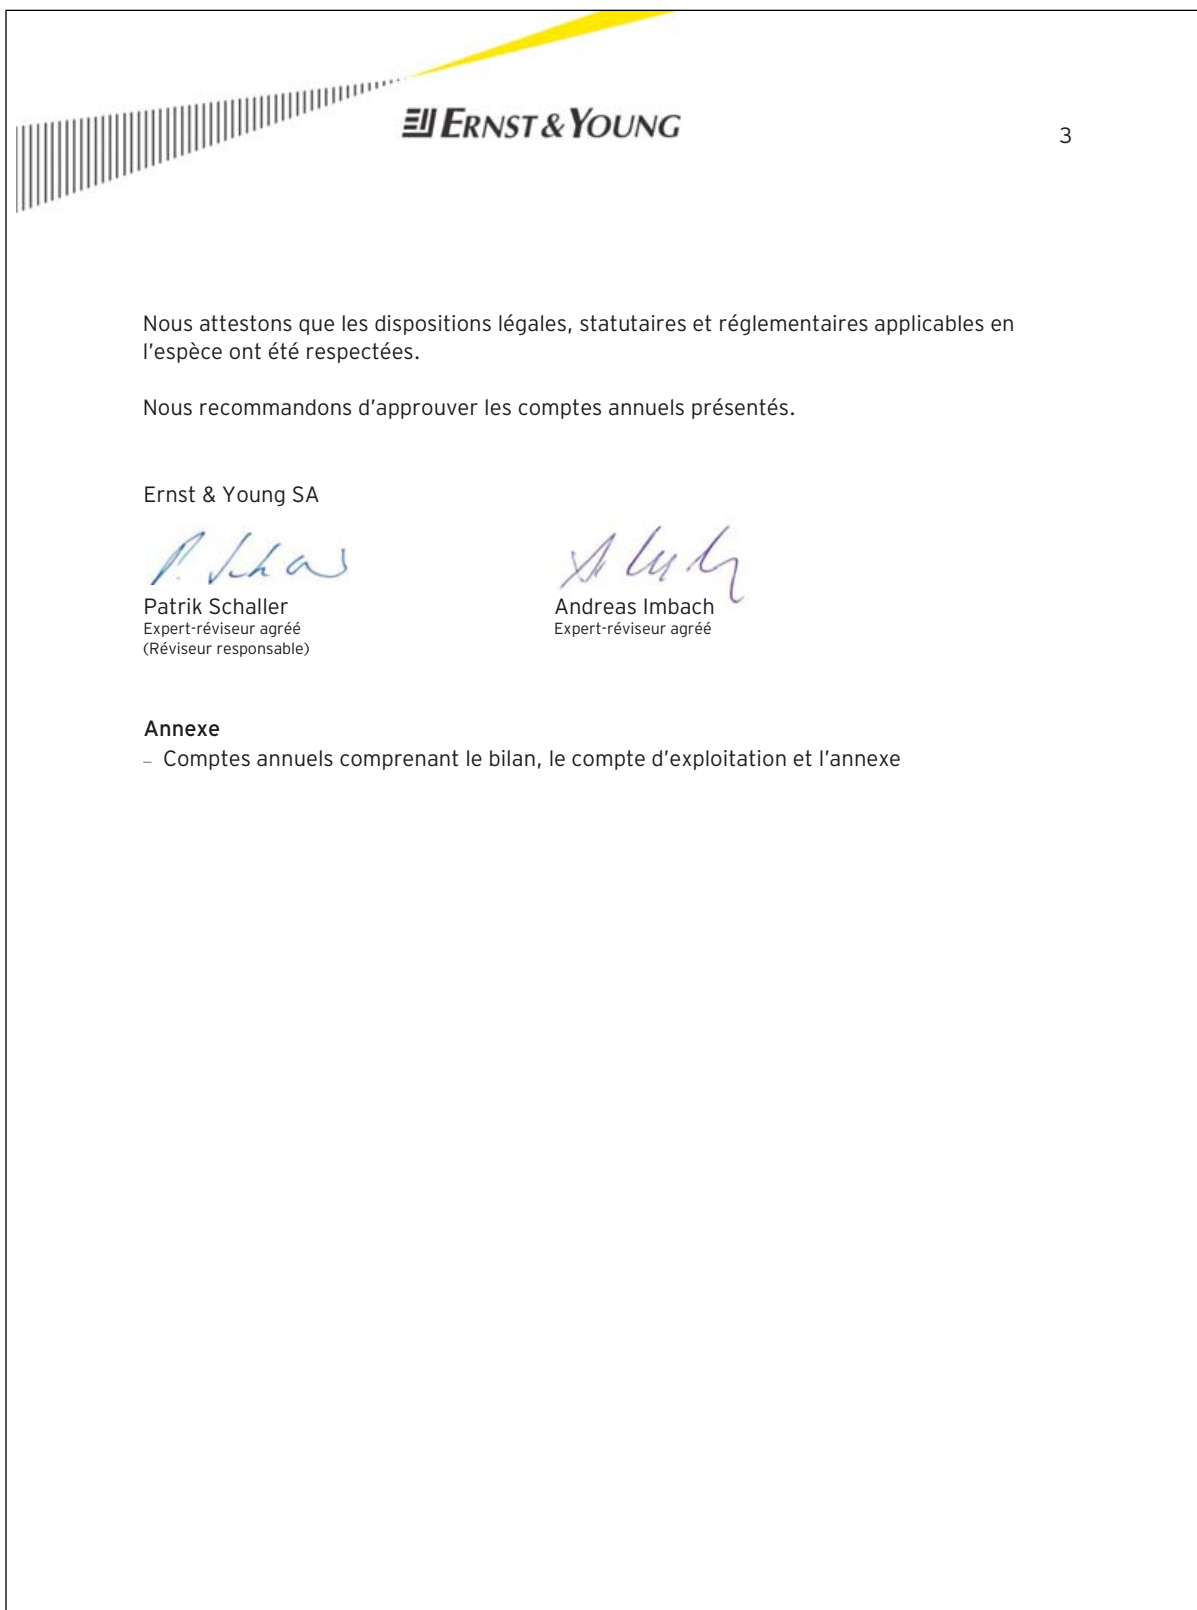 ERNST & YOUNG
3
Nous attestons que les dispositions légales, statutaires et réglementaires applicables en
l'espèce ont été respectées.
Nous recommandons d'approuver les comptes annuels présentés.
Ernst & Young SA
Patrik Schaller
Expert-réviseur agréé
(Réviseur responsable)
Andreas Imbach
Expert-réviseur agréé
Annexe
– Comptes annuels comprenant le bilan, le compte d'exploitation et l'annexe